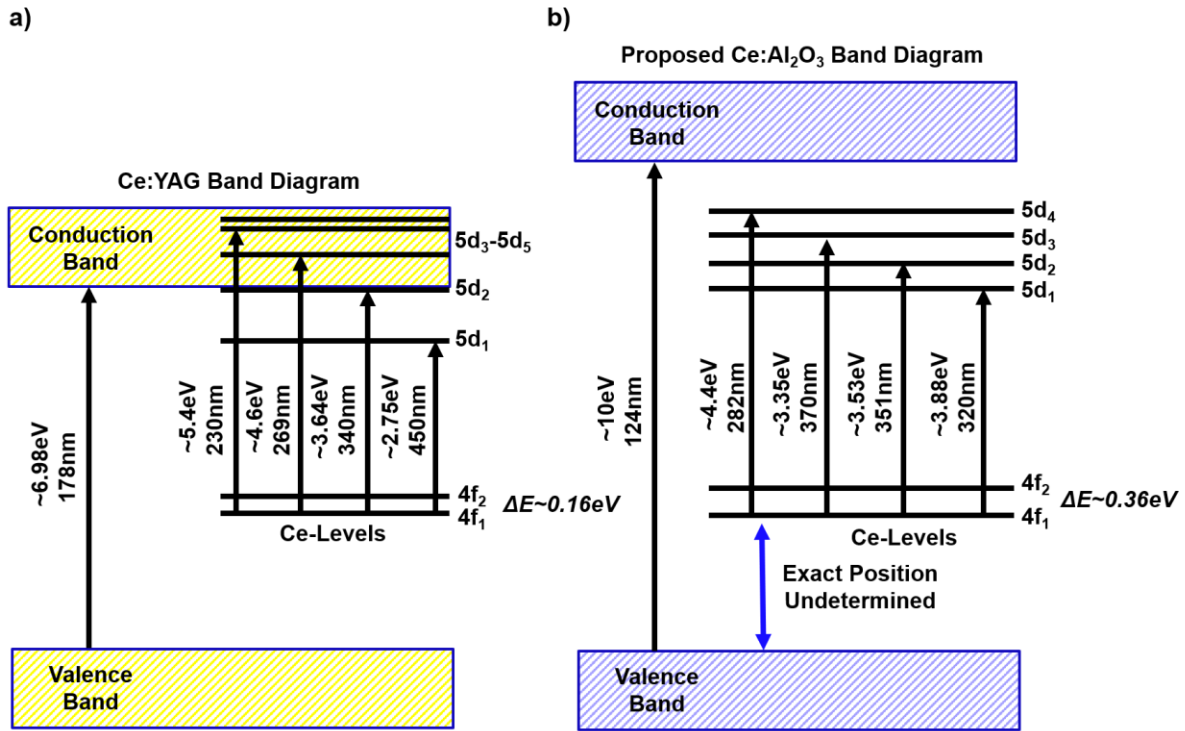 a)
Ce:YAG Band Diagram
Conduction
Band
5d₃-5d₅
5d₂
5d₁
~6.98eV
178nm
~5.4eV
230nm
~4.6eV
269nm
~3.64eV
340nm
~2.75eV
450nm
4f₂
4f₁
ΔE~0.16eV
Ce-Levels
Valence
Band
b)
Proposed Ce:Al₂O₃ Band Diagram
Conduction
Band
5d₄
5d₃
5d₂
5d₁
~10eV
124nm
~4.4eV
282nm
~3.35eV
370nm
~3.53eV
351nm
~3.88eV
320nm
4f₂
4f₁
ΔE~0.36eV
Ce-Levels
Exact Position
Undetermined
Valence
Band